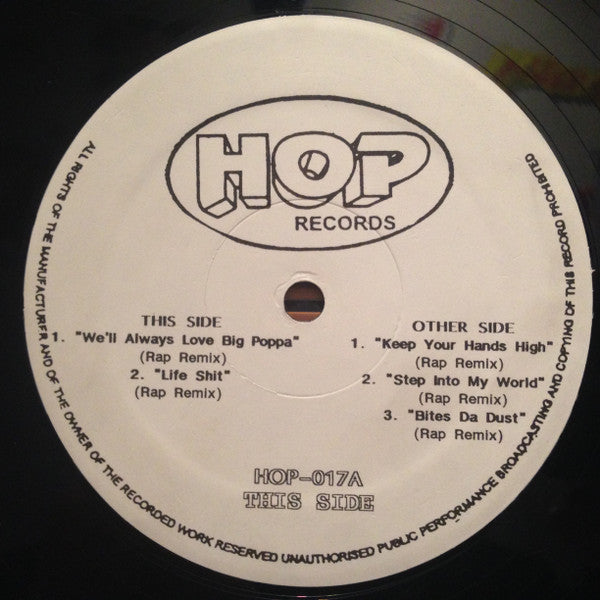 HOP
RECORDS
THIS SIDE
1. "We'll Always Love Big Poppa"
(Rap Remix)
2. "Life Shit"
(Rap Remix)
OTHER SIDE
1. "Keep Your Hands High"
(Rap Remix)
2. "Step Into My World"
(Rap Remix)
3. "Bites Da Dust"
(Rap Remix)
HOP-017A
THIS SIDE
ALL RIGHTS OF THE MANUFACTURER AND OF THE OWNER OF THE RECORDED WORK RESERVED UNAUTHORISED PUBLIC PERFORMANCE BROADCASTING AND COPYING OF THIS RECORD PROHIBITED